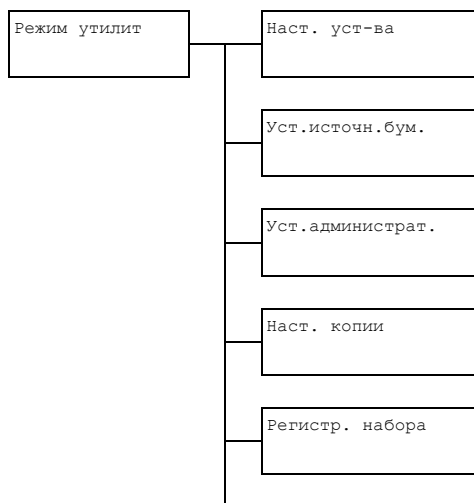 Режим утилит
Наст. уст-ва
Уст.источн.бум.
Уст.администрат.
Наст. копии
Регистр. набора